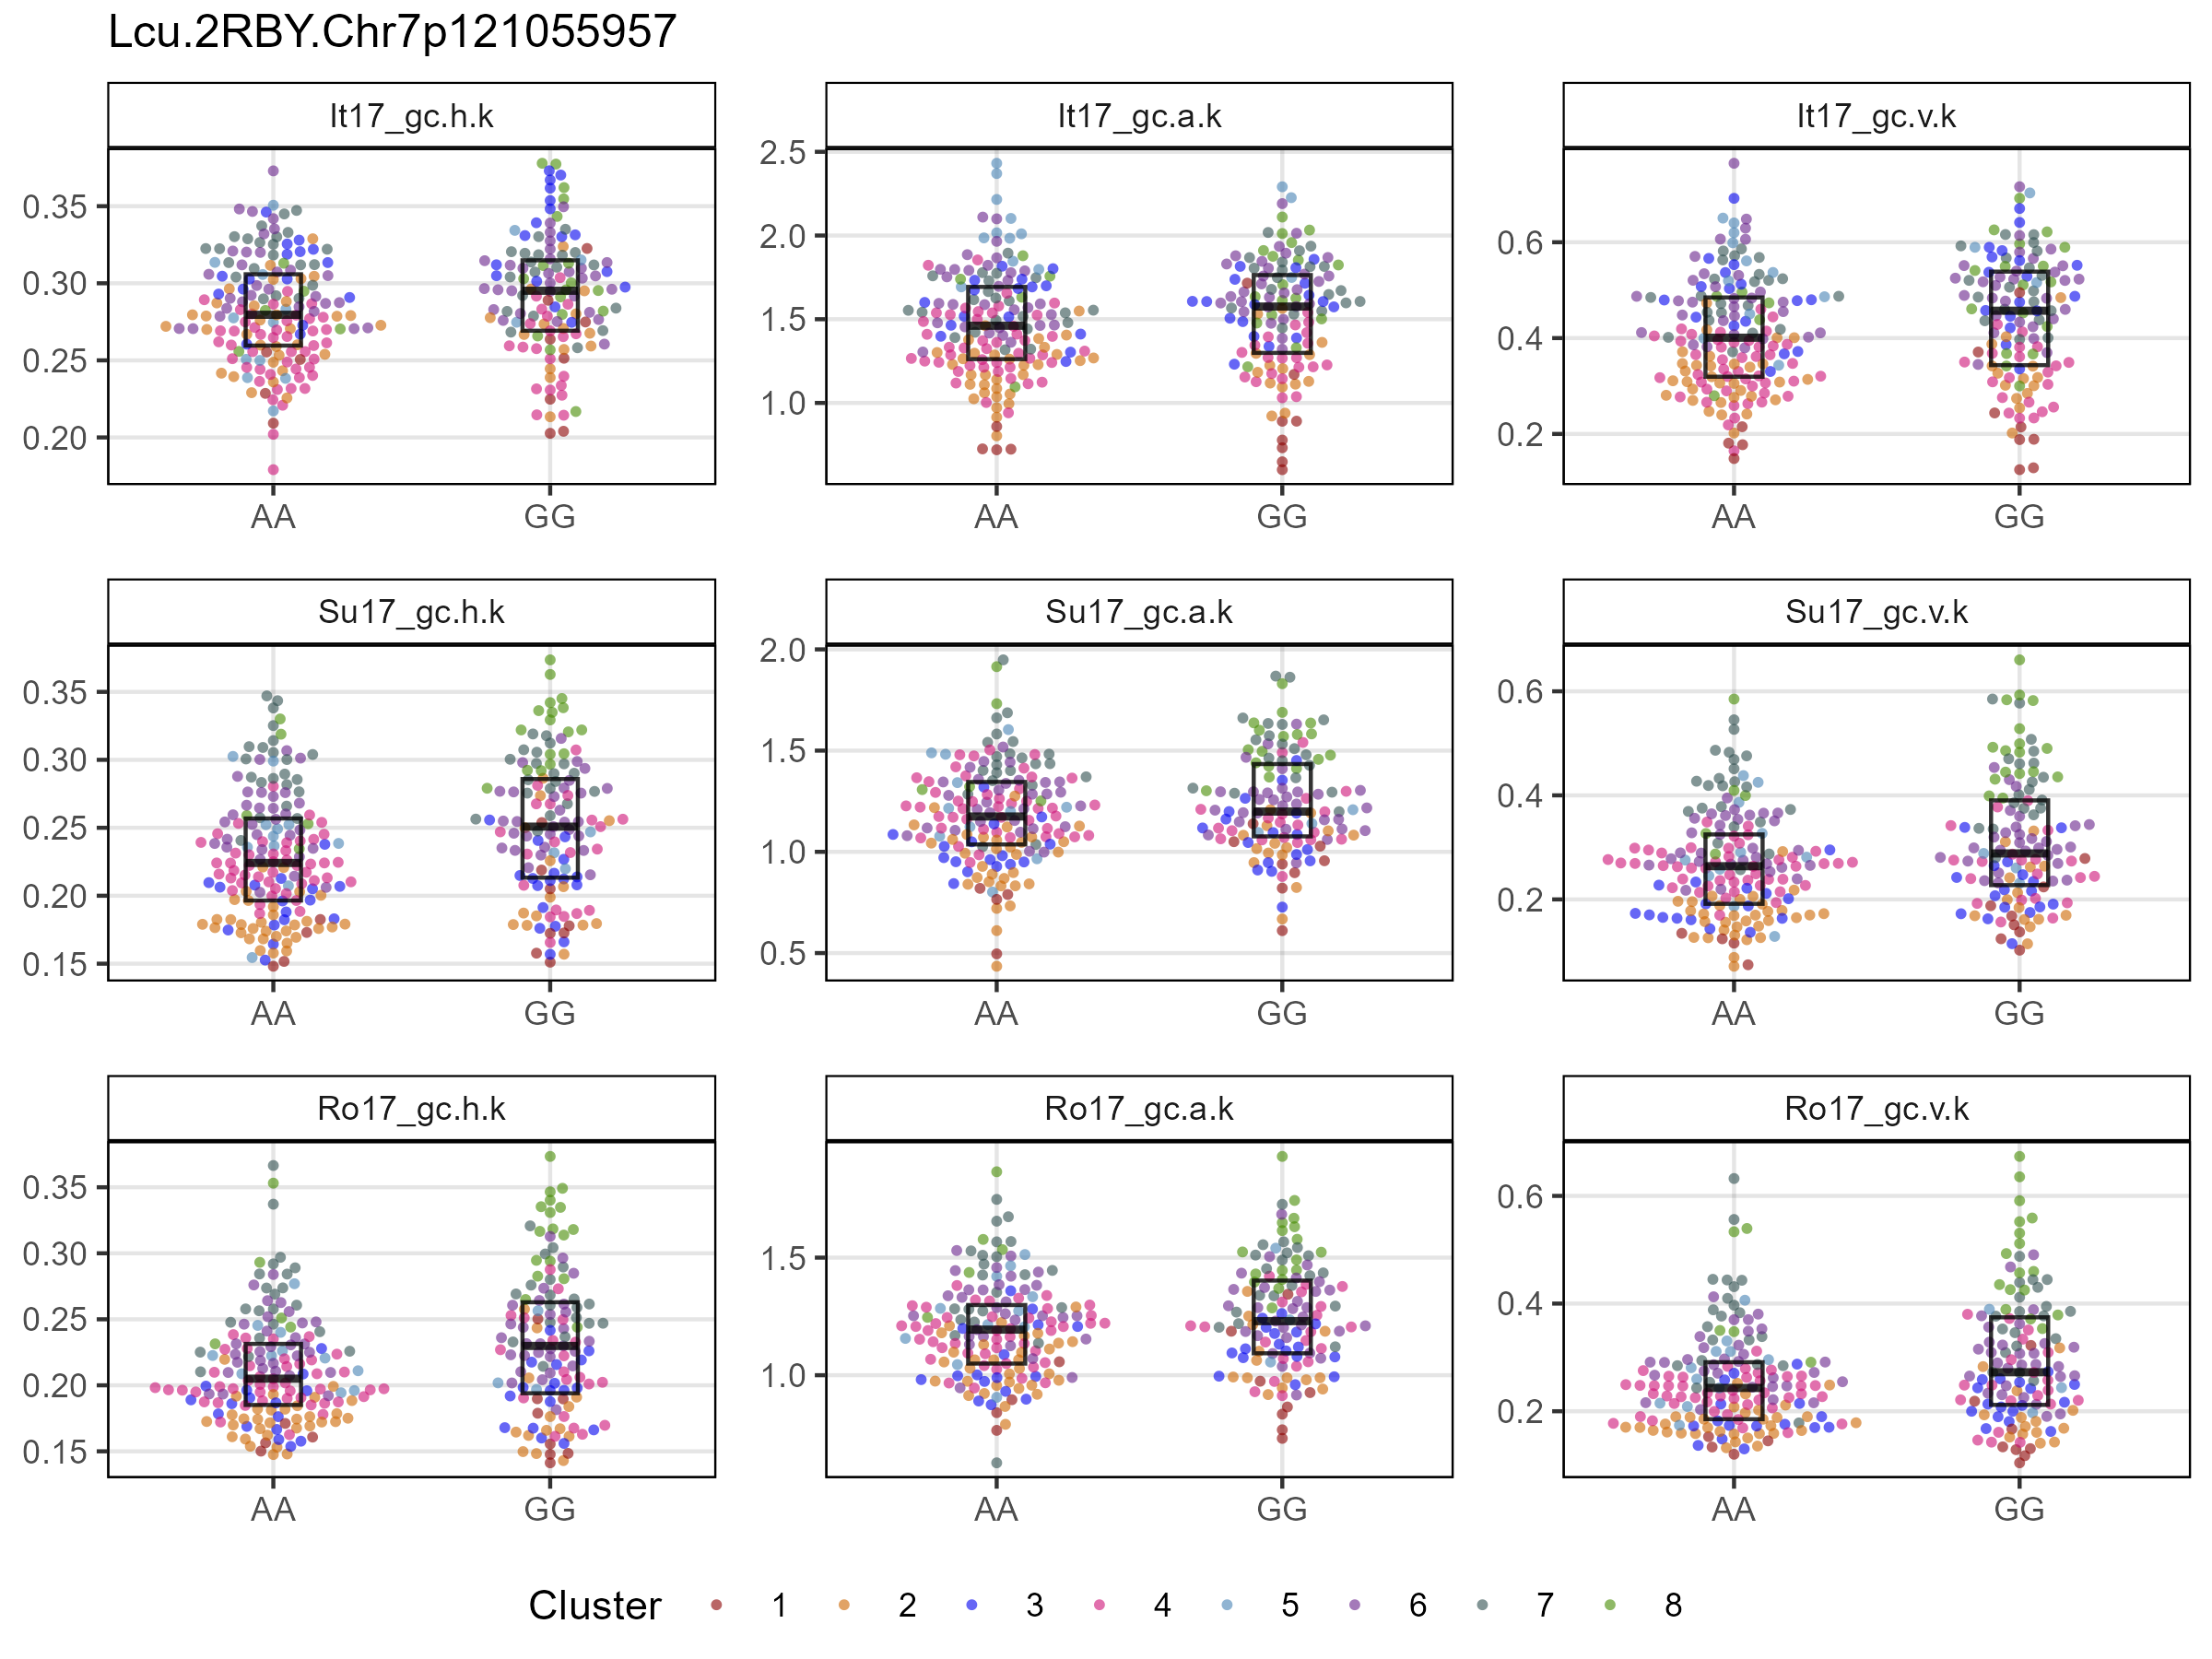 Lcu.2RBY.Chr7p121055957
It17_gc.h.k
It17_gc.a.k
It17_gc.v.k
0.35
0.30
0.25
0.20
2.5
2.0
1.5
1.0
0.6
0.4
0.2
AA GG
AA GG
AA GG
Su17_gc.h.k
Su17_gc.a.k
Su17_gc.v.k
0.35
0.30
0.25
0.20
0.15
2.0
1.5
1.0
0.5
0.6
0.4
0.2
AA GG
AA GG
AA GG
Ro17_gc.h.k
Ro17_gc.a.k
Ro17_gc.v.k
0.35
0.30
0.25
0.20
0.15
1.5
1.0
0.6
0.4
0.2
AA GG
AA GG
AA GG
Cluster 1 2 3 4 5 6 7 8